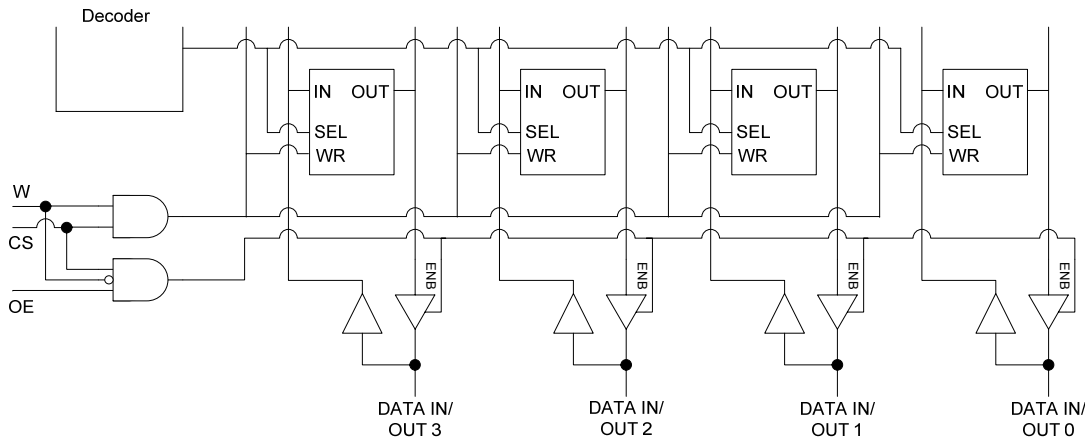 Decoder
IN OUT
SEL
WR
IN OUT
SEL
WR
IN OUT
SEL
WR
IN OUT
SEL
WR
W
CS
OE
ENB
ENB
ENB
ENB
DATA IN/
OUT 3
DATA IN/
OUT 2
DATA IN/
OUT 1
DATA IN/
OUT 0